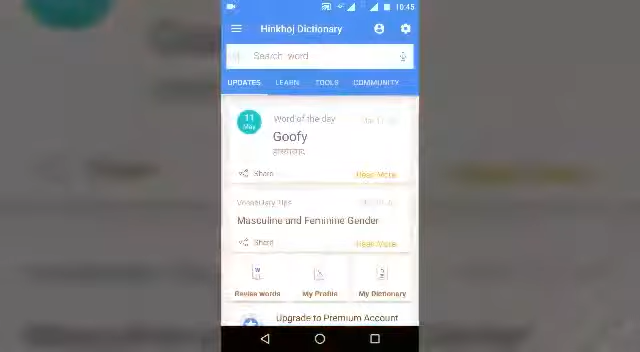 10:45
Hinkhoj Dictionary
Search word
UPDATES LEARN TOOLS COMMUNITY
11
May
Word of the day
Goofy
Share
Read More
Vocabulary Tips
Masculine and Feminine Gender
Share
Read More
Revise words
My Profile
My Dictionary
Upgrade to Premium Account